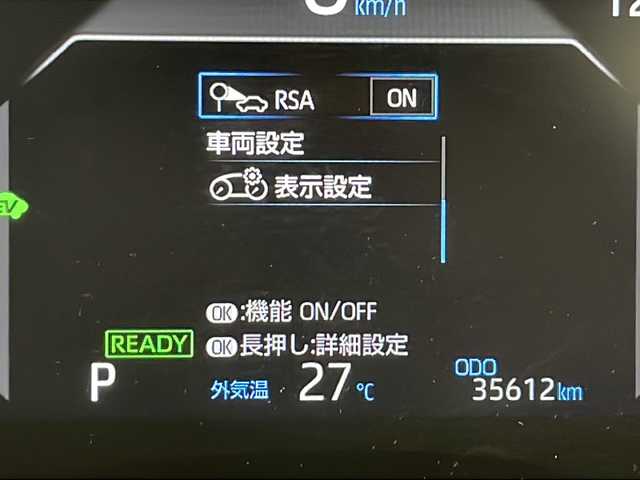 km/h
12
RSA ON
車両設定
表示設定
EV
OK:機能 ON/OFF
READY OK長押し:詳細設定
P 外気温 27℃
ODO
35612km